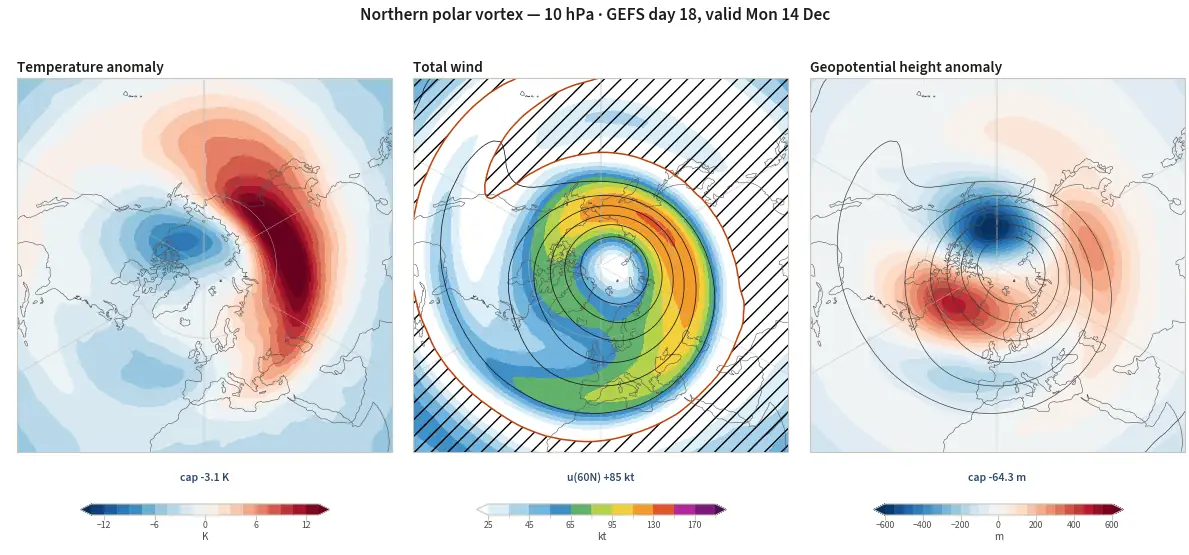 Northern polar vortex — 10 hPa · GEFS day 18, valid Mon 14 Dec
Temperature anomaly
Total wind
Geopotential height anomaly
cap -3.1 K
u(60N) +85 kt
cap -64.3 m
−12 −6 0 6 12
K
25 45 65 95 130 170
kt
−600 −400 −200 0 200 400 600
m